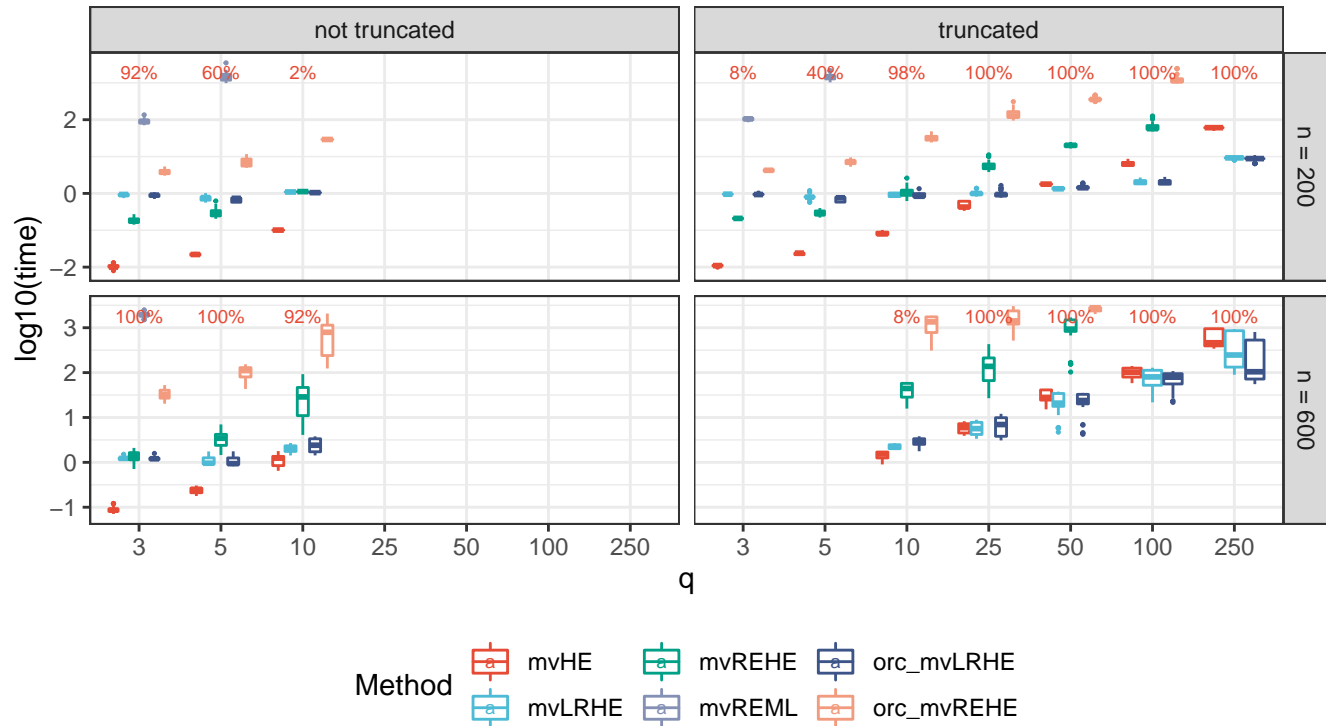 not truncated truncated
92% 60% 2% 8% 40% 98% 100% 100% 100% 100%
2
0
−2
n = 200
100% 100% 92% 8% 100% 100% 100% 100%
3
2
1
0
−1
n = 600
log10(time)
3 5 10 25 50 100 250 3 5 10 25 50 100 250
q
Method
a mvHE a mvREHE a orc_mvLRHE
a mvLRHE a mvREML a orc_mvREHE